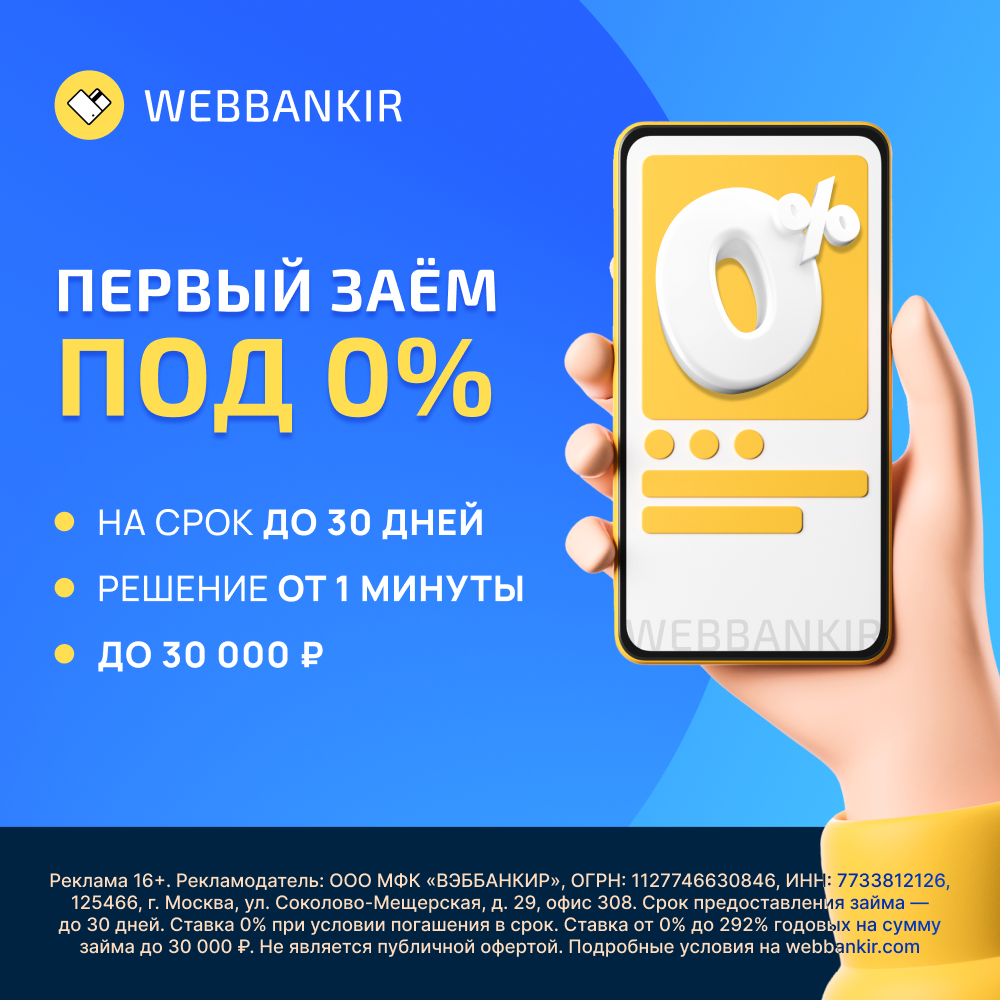 WEBBANKIR
ПЕРВЫЙ ЗАЁМ
ПОД 0%
НА СРОК ДО 30 ДНЕЙ
РЕШЕНИЕ ОТ 1 МИНУТЫ
ДО 30 000 ₽
0%
WEBBANKIR
Реклама 16+. Рекламодатель: ООО МФК «ВЭББАНКИР», ОГРН: 1127746630846, ИНН: 7733812126,
125466, г. Москва, ул. Соколово-Мещерская, д. 29, офис 308. Срок предоставления займа —
до 30 дней. Ставка 0% при условии погашения в срок. Ставка от 0% до 292% годовых на сумму
займа до 30 000 ₽. Не является публичной офертой. Подробные условия на webbankir.com